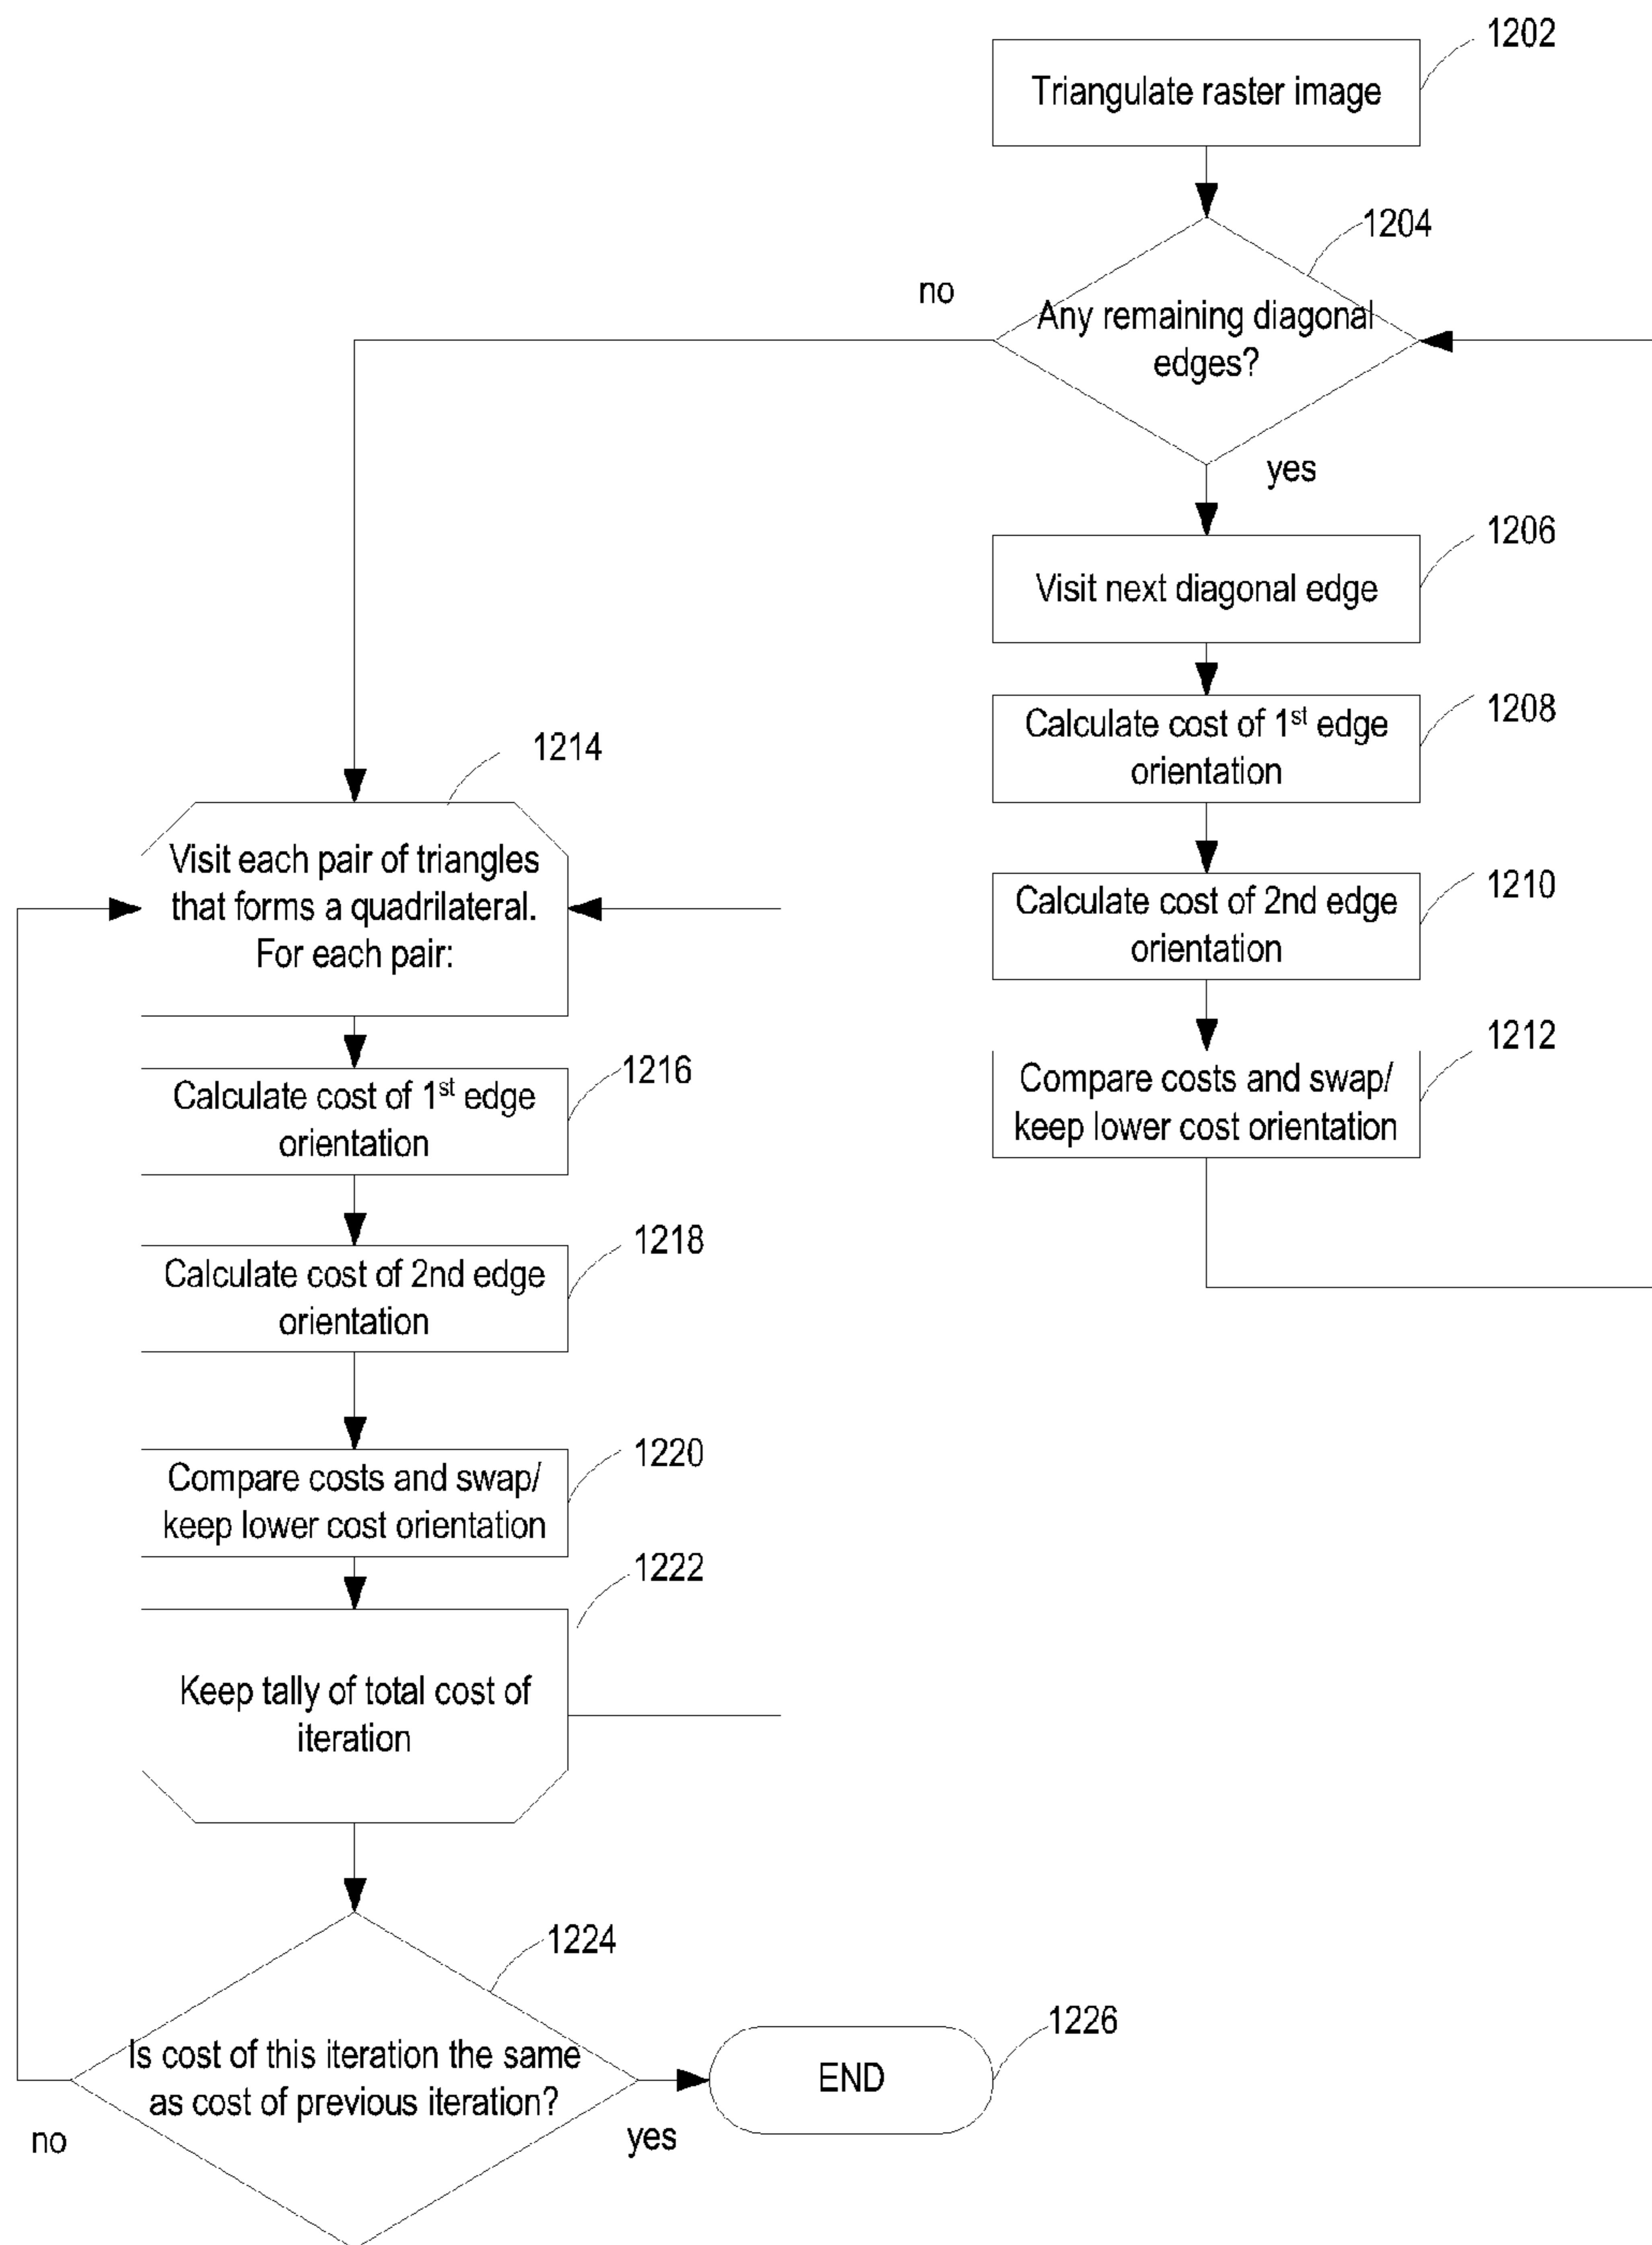 1202
Triangulate raster image
1204
no
Any remaining diagonal
edges?
yes
1206
Visit next diagonal edge
1208
Calculate cost of 1st edge
orientation
1210
Calculate cost of 2nd edge
orientation
1212
Compare costs and swap/
keep lower cost orientation
1214
Visit each pair of triangles
that forms a quadrilateral.
For each pair:
1216
Calculate cost of 1st edge
orientation
1218
Calculate cost of 2nd edge
orientation
1220
Compare costs and swap/
keep lower cost orientation
1222
Keep tally of total cost of
iteration
1224
Is cost of this iteration the same
as cost of previous iteration?
no
yes
1226
END